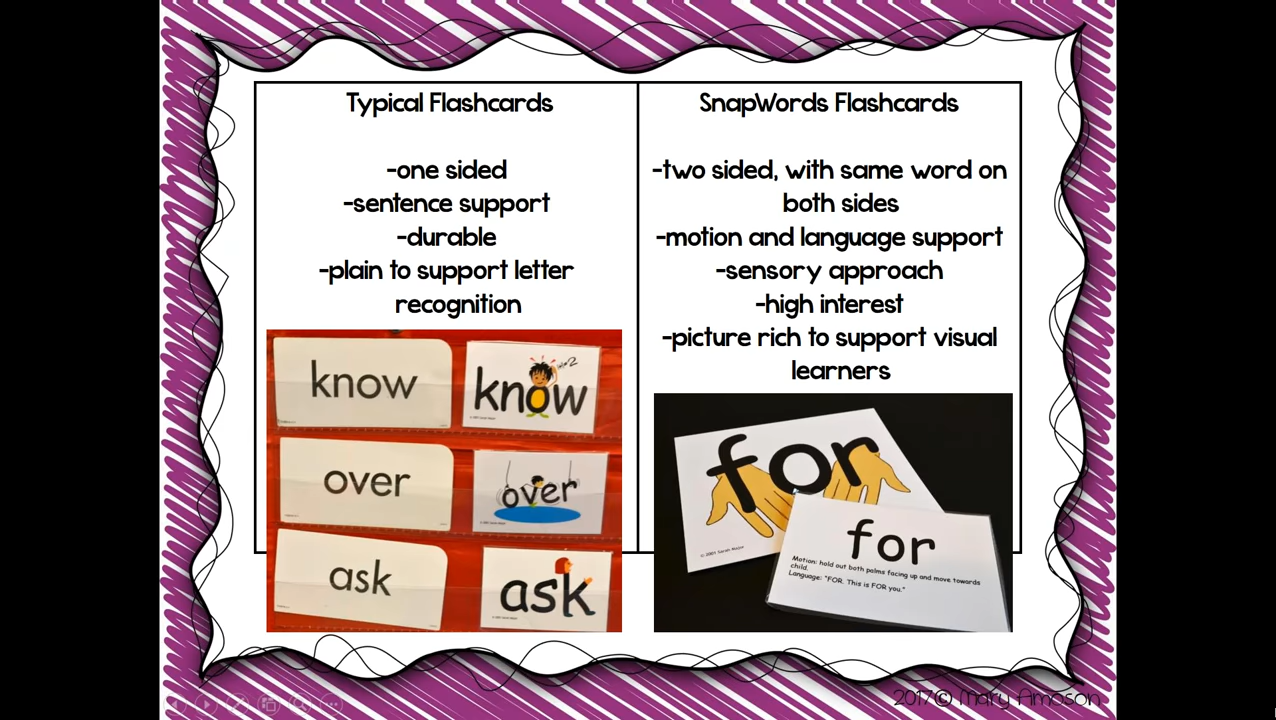 Typical Flashcards
-one sided
-sentence support
-durable
-plain to support letter
recognition
know
know
over
over
ask
ask
SnapWords Flashcards
-two sided, with same word on
both sides
-motion and language support
-sensory approach
-high interest
-picture rich to support visual
learners
for
© 2001 Sarah Major
for
Motion: hold out both palms facing up and move towards
child.
Language: "FOR. This is FOR you."
2017© Mary Amoson